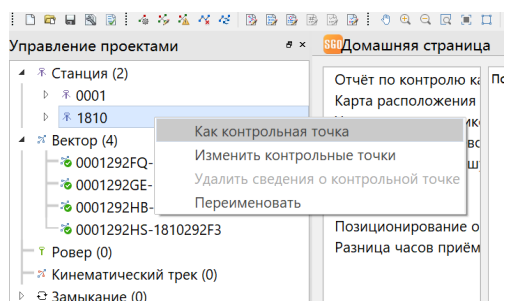 Управление проектами
SGO Домашняя страница
Станция (2)
0001
1810
Вектор (4)
0001292FQ-
0001292GE-
0001292HB-
0001292HS-1810292F3
Ровер (0)
Кинематический трек (0)
Замыкание (0)
Как контрольная точка
Изменить контрольные точки
Удалить сведения о контрольной точке
Переименовать
Отчёт по контролю ка
Карта расположения
Позиционирование о
Разница часов приём